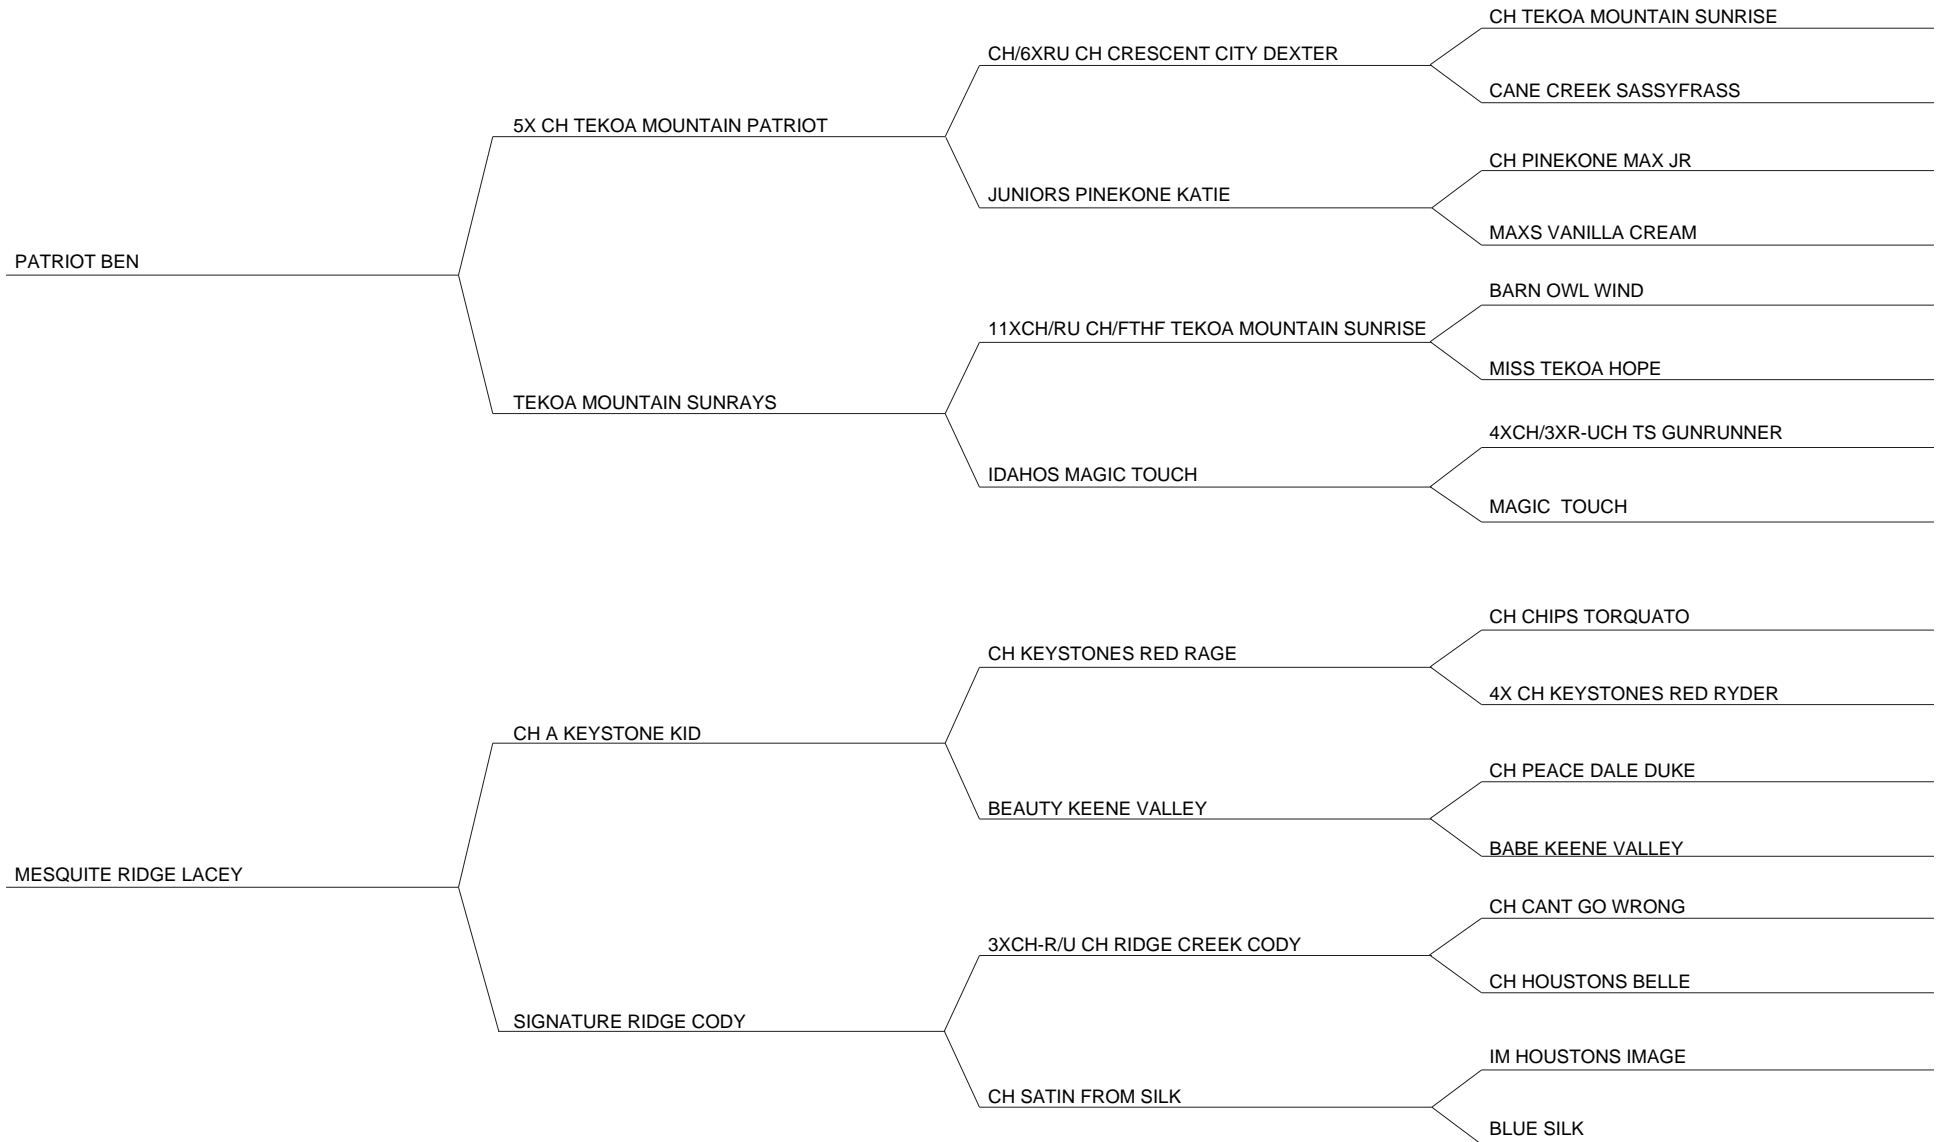 CH TEKOA MOUNTAIN SUNRISE
CH/6XRU CH CRESCENT CITY DEXTER
CANE CREEK SASSYFRASS
5X CH TEKOA MOUNTAIN PATRIOT
CH PINEKONE MAX JR
JUNIORS PINEKONE KATIE
MAXS VANILLA CREAM
PATRIOT BEN
BARN OWL WIND
11XCH/RU CH/FTHF TEKOA MOUNTAIN SUNRISE
MISS TEKOA HOPE
TEKOA MOUNTAIN SUNRAYS
4XCH/3XR-UCH TS GUNRUNNER
IDAHOS MAGIC TOUCH
MAGIC  TOUCH
CH CHIPS TORQUATO
CH KEYSTONES RED RAGE
4X CH KEYSTONES RED RYDER
CH A KEYSTONE KID
CH PEACE DALE DUKE
BEAUTY KEENE VALLEY
BABE KEENE VALLEY
MESQUITE RIDGE LACEY
CH CANT GO WRONG
3XCH-R/U CH RIDGE CREEK CODY
CH HOUSTONS BELLE
SIGNATURE RIDGE CODY
IM HOUSTONS IMAGE
CH SATIN FROM SILK
BLUE SILK